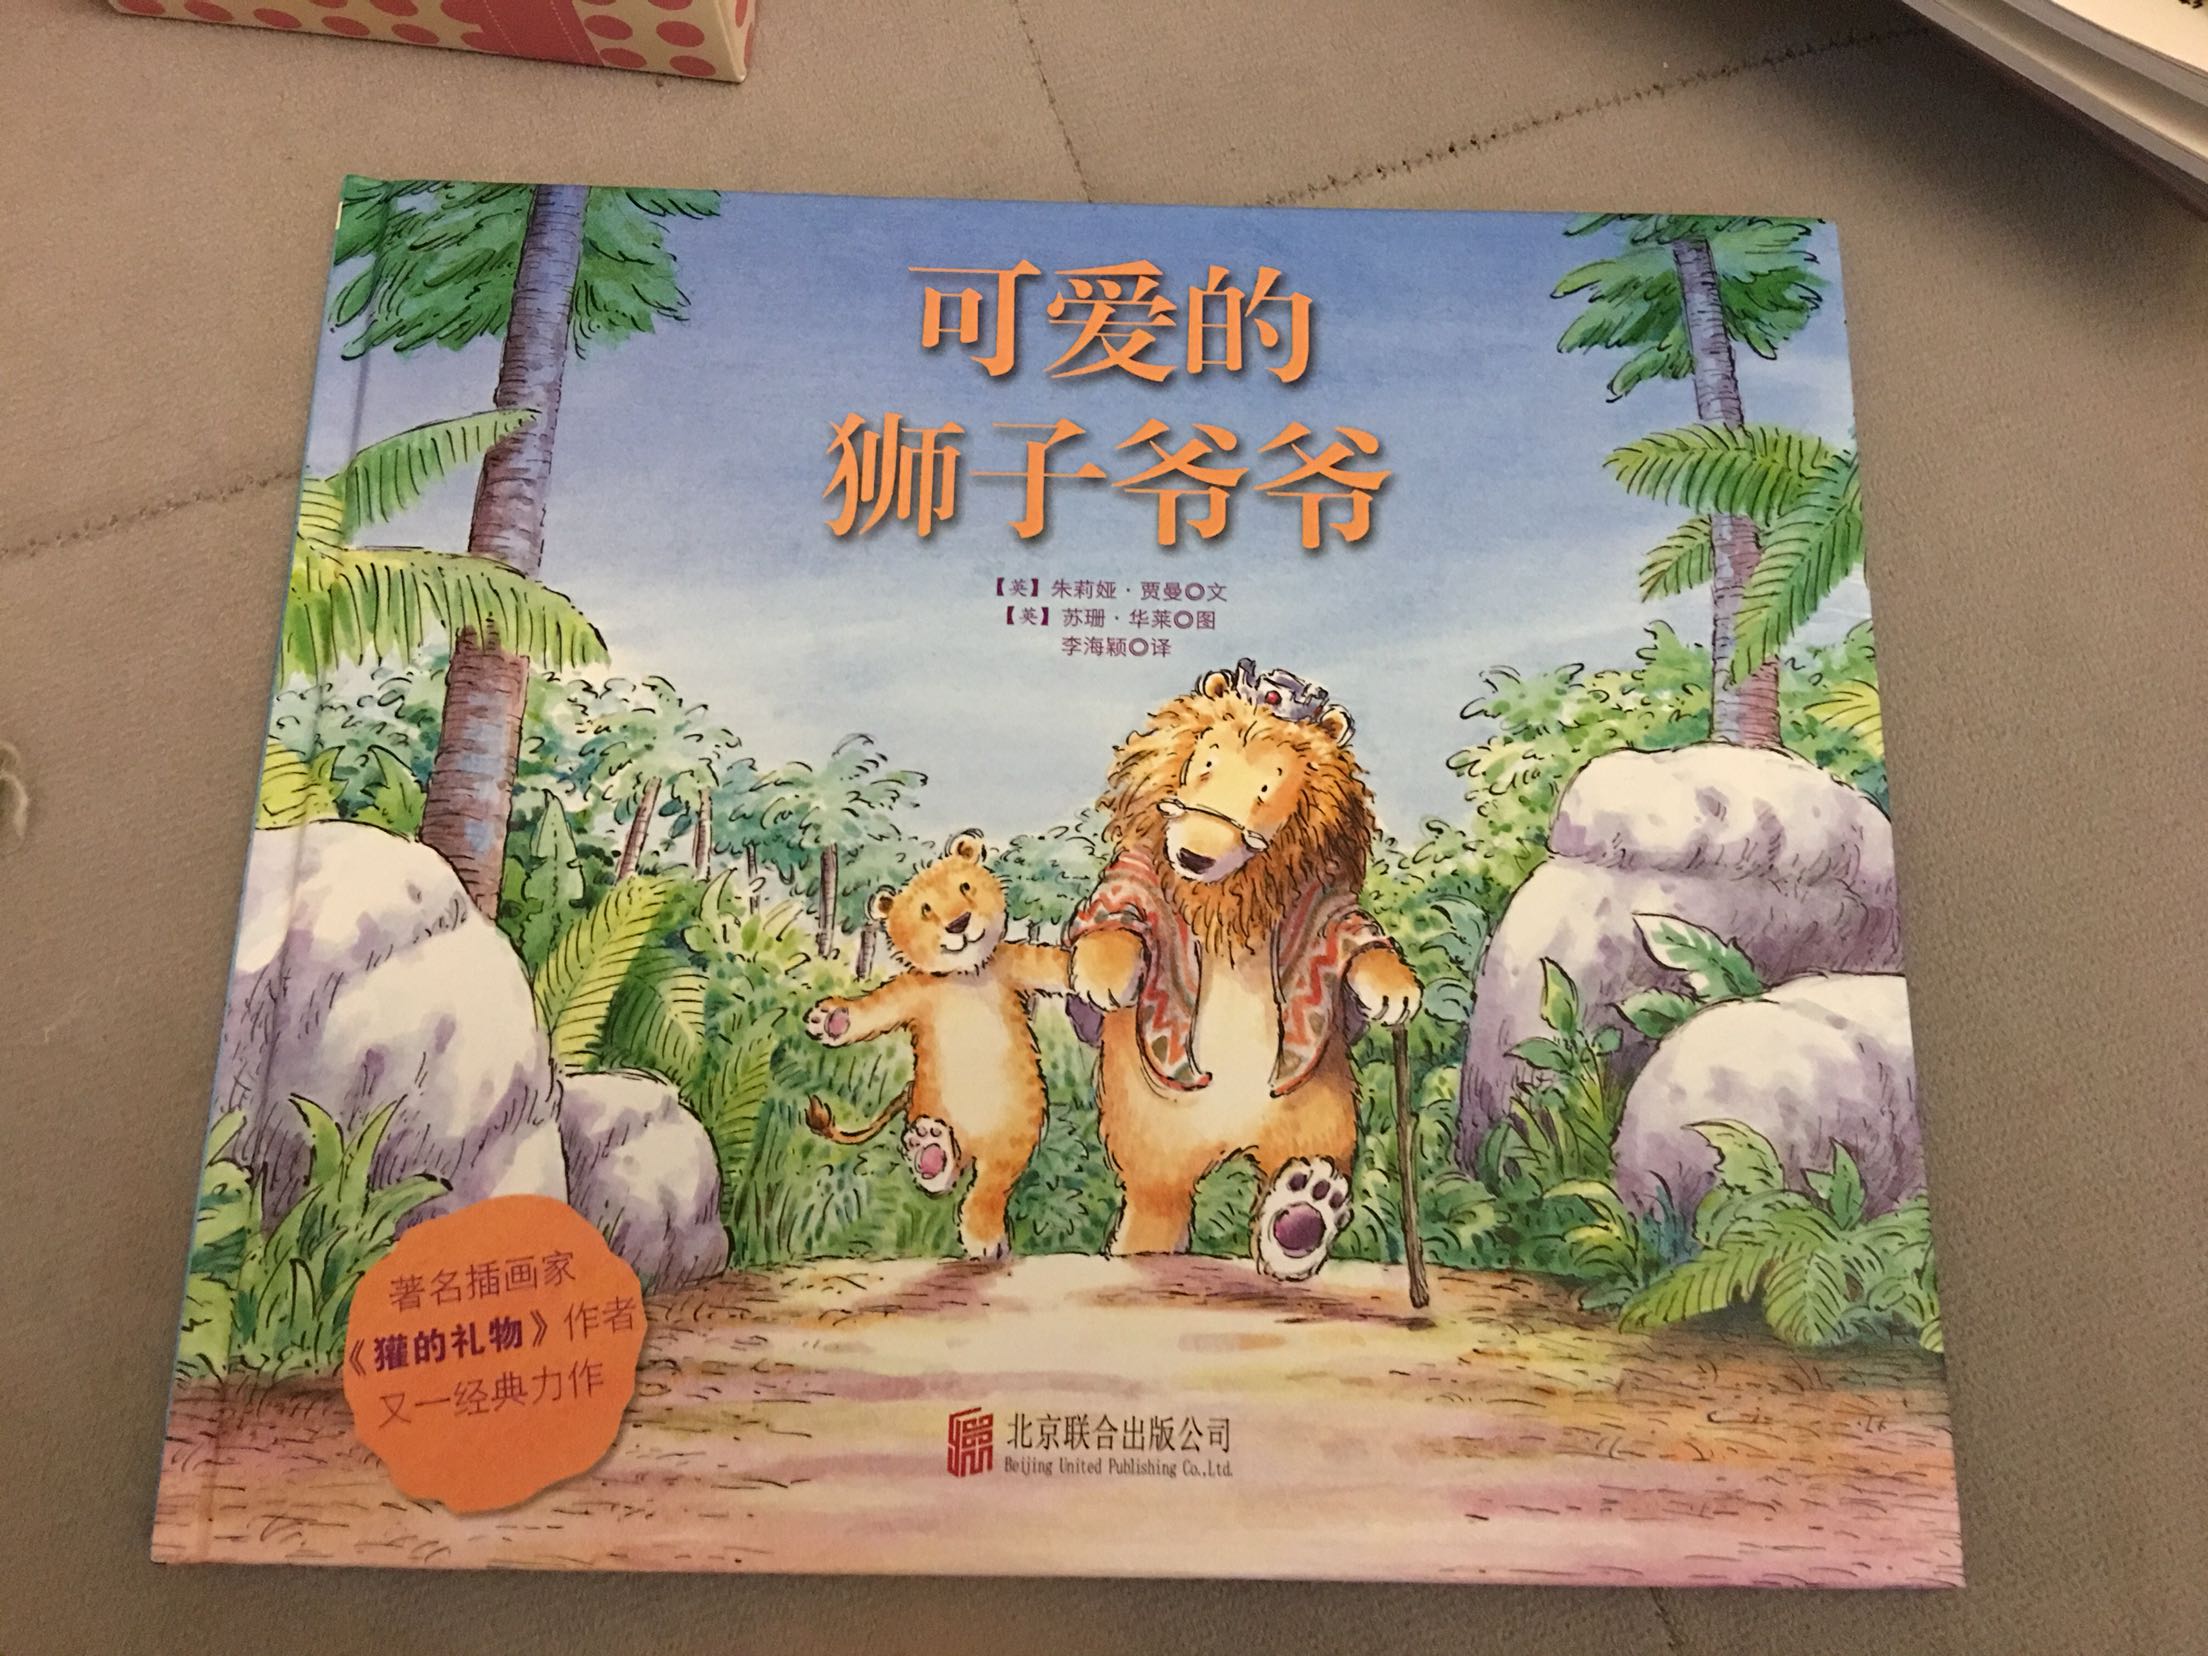 可爱的
狮子爷爷
【英】朱莉娅·贾曼◎文
【英】苏珊·华莱◎图
李海颖◎译
著名插画家
《獾的礼物》作者
又一经典力作
北京联合出版公司
Beijing United Publishing Co.,Ltd.